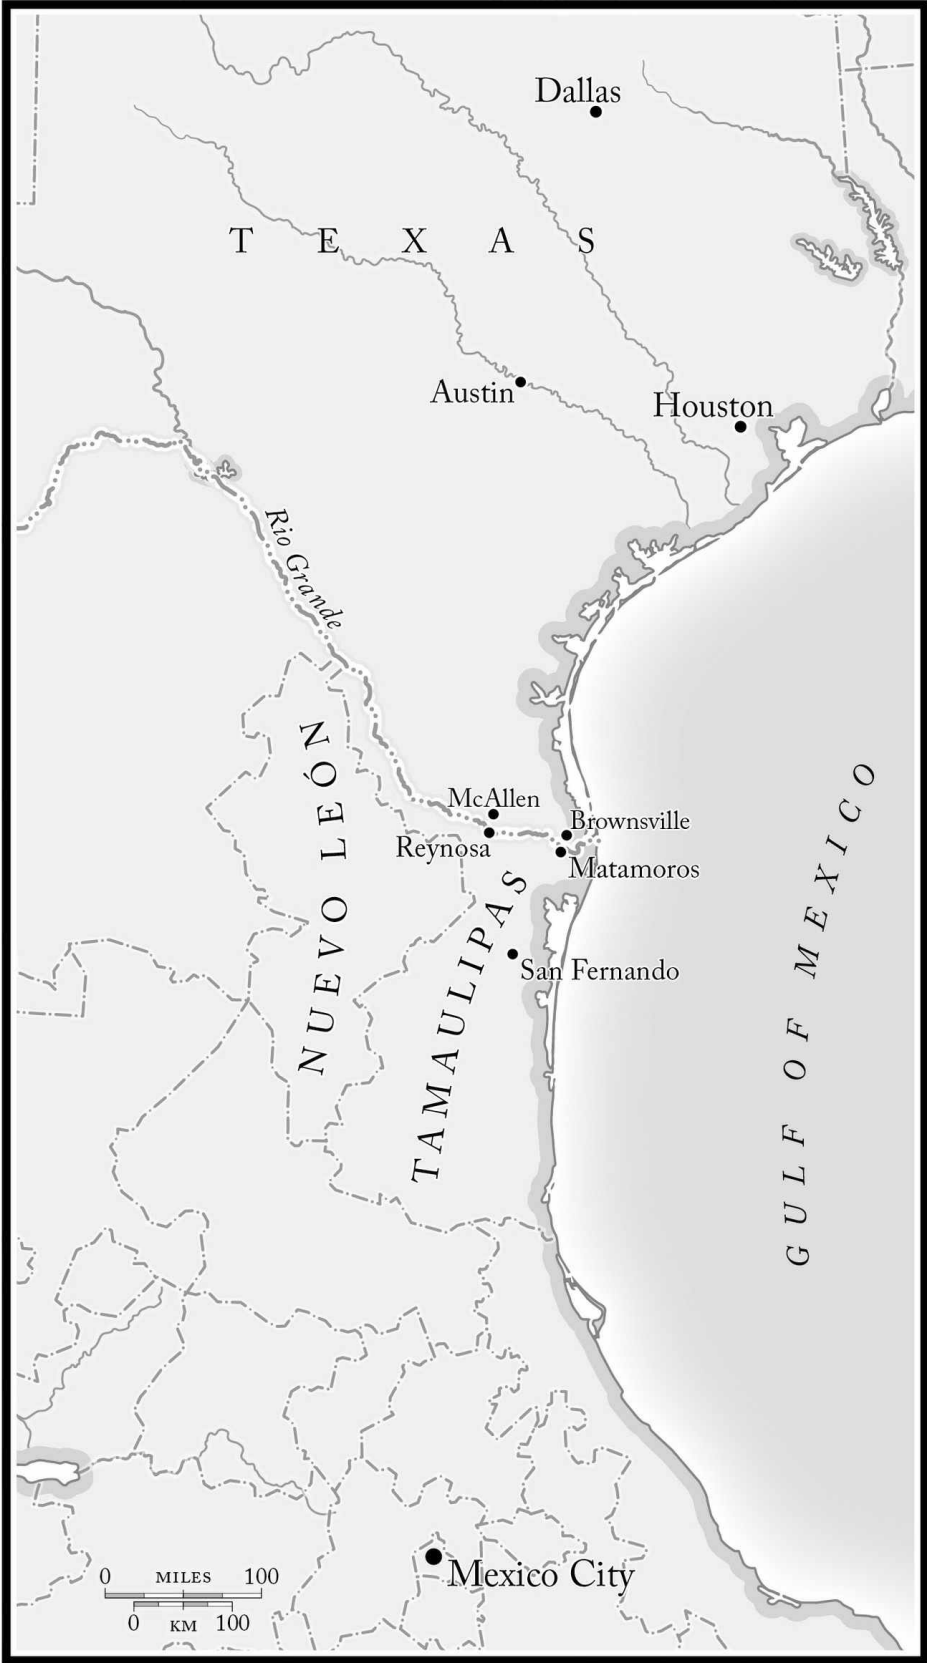 Dallas
TEXAS
Austin
Houston
Rio Grande
NUEVO LEÓN
McAllen
Brownsville
Reynosa
Matamoros
TAMAULIPAS
San Fernando
GULF OF MEXICO
Mexico City
0 MILES 100
0 KM 100